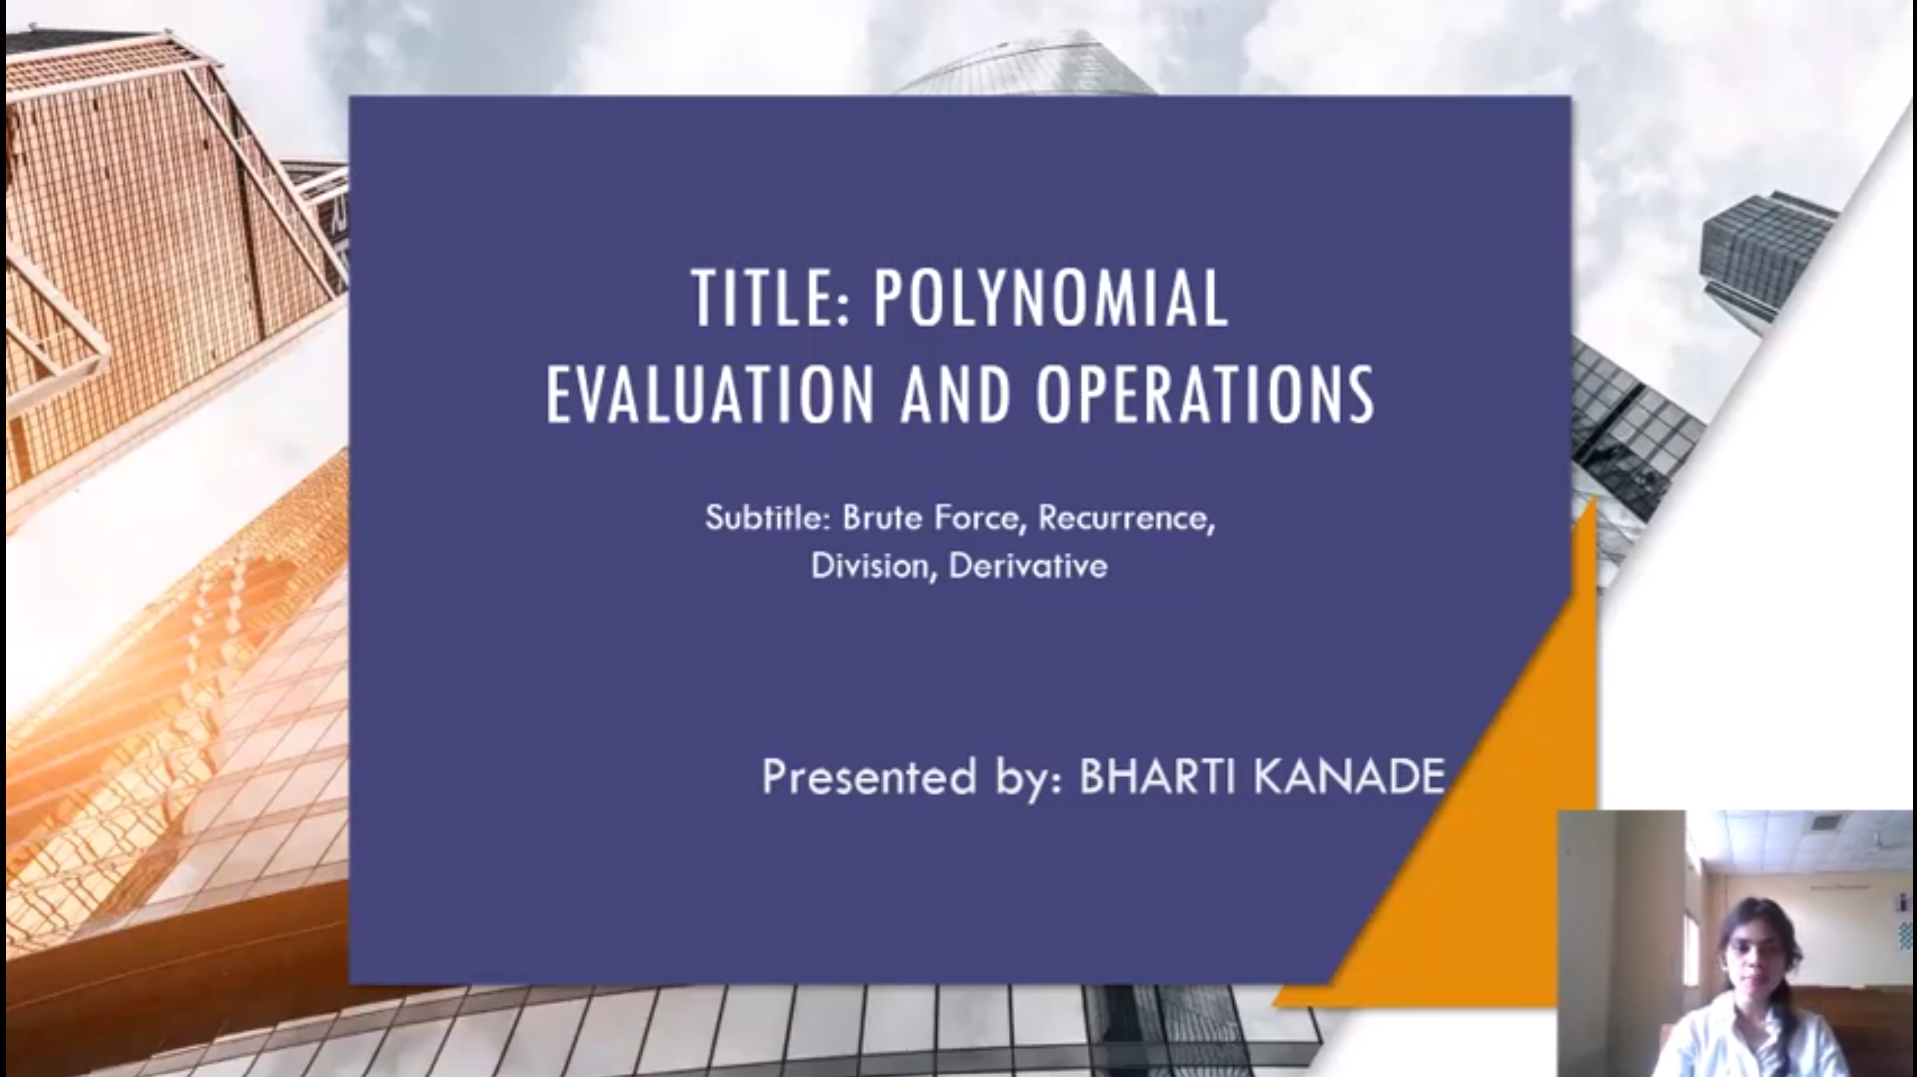 TITLE: POLYNOMIAL
EVALUATION AND OPERATIONS
Subtitle: Brute Force, Recurrence,
Division, Derivative
Presented by: BHARTI KANADE